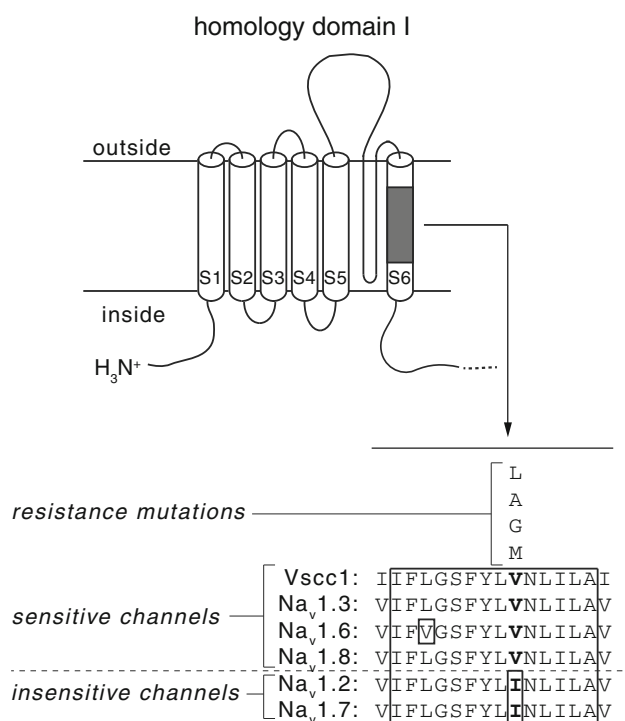 homology domain I
outside
S1 S2 S3 S4 S5 S6
inside
H₃N⁺
L
A
resistance mutations
G
M
Vscc1: IIFLGSFYLVNLILAI
Naᵥ1.3: VIFLGSFYLVNLILAV
sensitive channels
Naᵥ1.6: VIFVGSFYLVNLILAV
Naᵥ1.8: VIFLGSFYLVNLILAV
insensitive channels
Naᵥ1.2: VIFLGSFYLINLILAV
Naᵥ1.7: VIFLGSFYLINLILAV